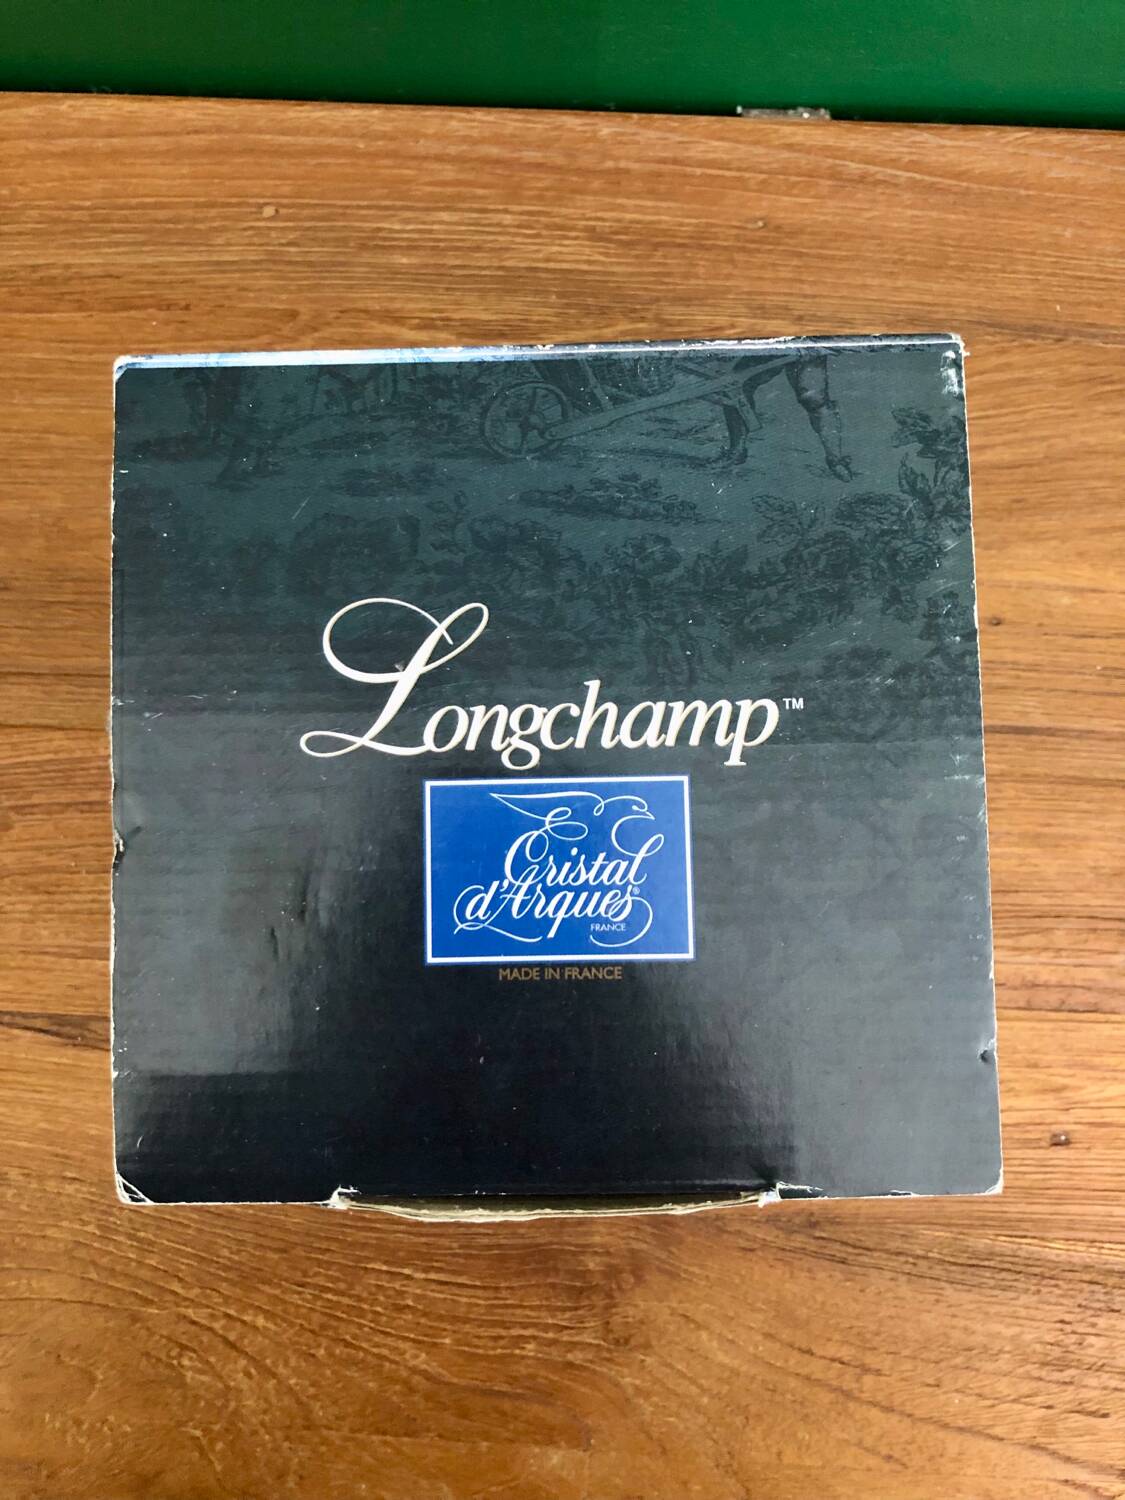 Longchamp™
Cristal
d'Arques®
FRANCE
MADE IN FRANCE